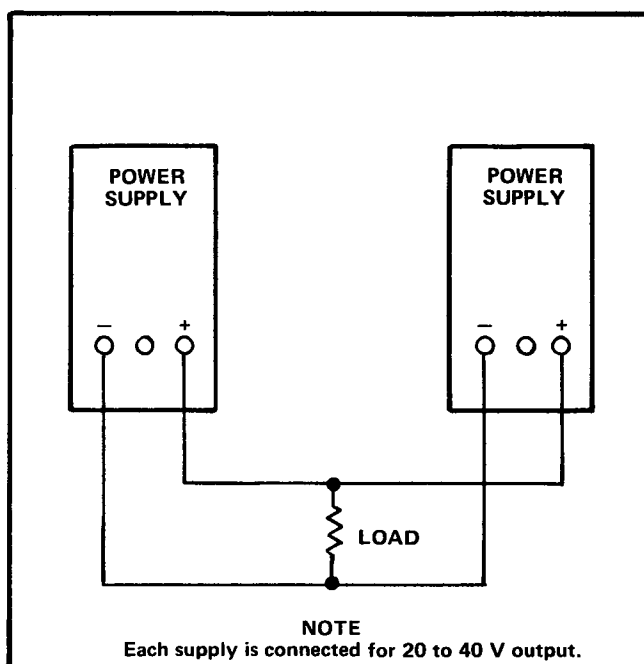 POWER
SUPPLY
POWER
SUPPLY
− +
− +
LOAD
NOTE
Each supply is connected for 20 to 40 V output.